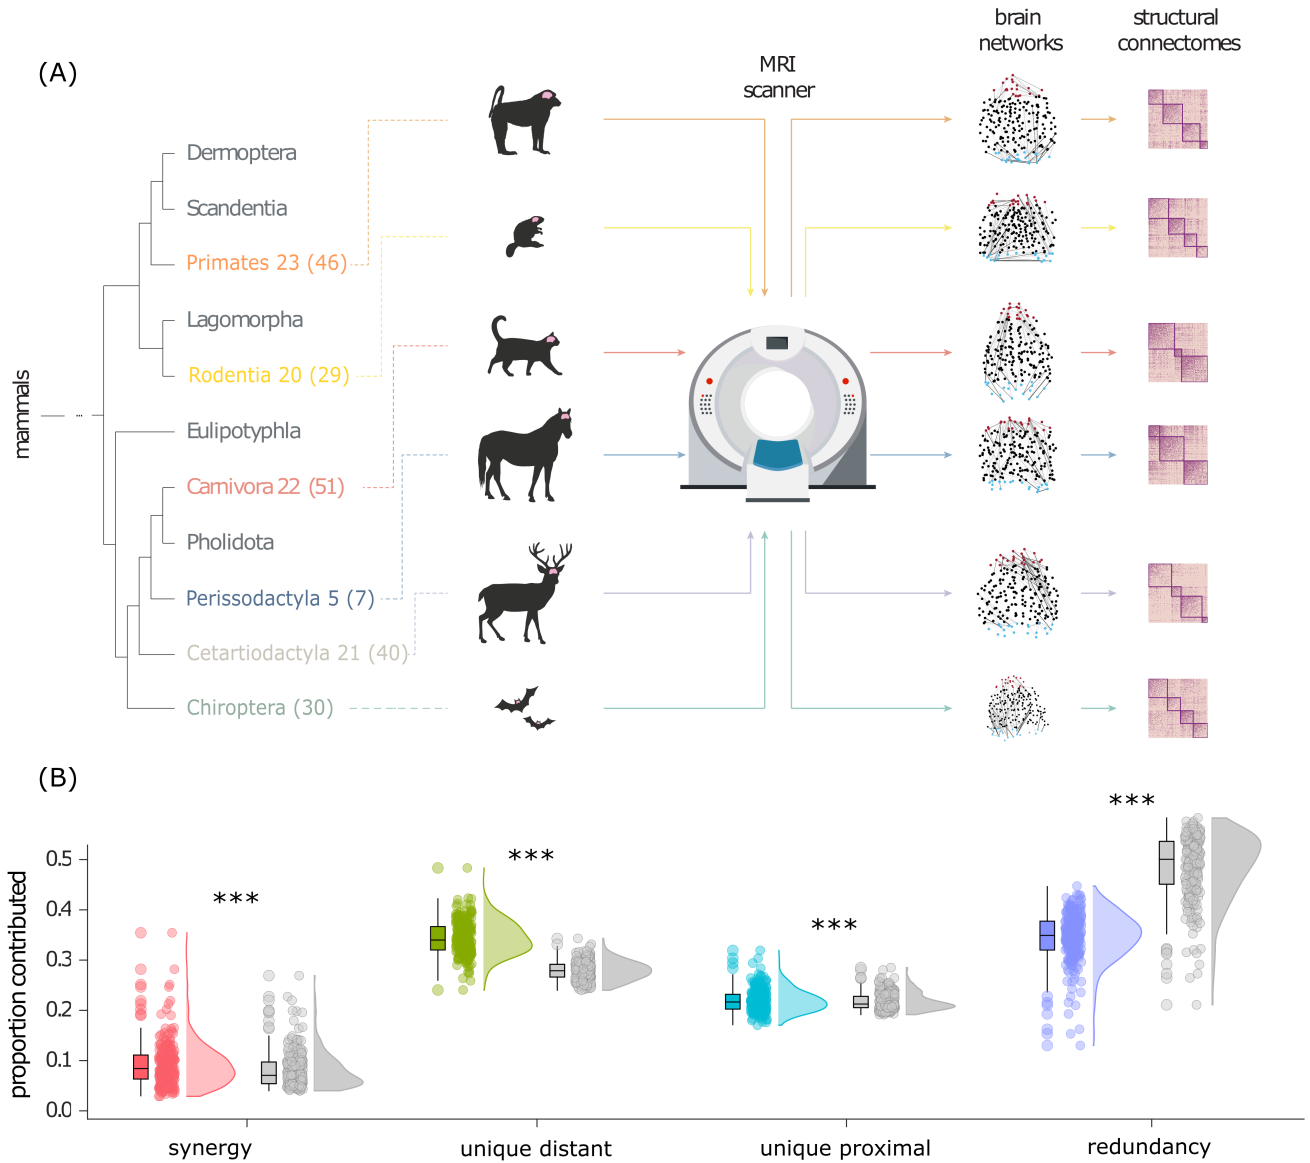 brain
networks
structural
connectomes
(A)
MRI
scanner
Dermoptera
Scandentia
Primates 23 (46)
Lagomorpha
Rodentia 20 (29)
mammals
...
Eulipotyphla
Carnivora 22 (51)
Pholidota
Perissodactyla 5 (7)
Cetartiodactyla 21 (40)
Chiroptera (30)
(B)
proportion contributed
0.5
0.4
0.3
0.2
0.1
0.0
***
***
***
***
synergy
unique distant
unique proximal
redundancy